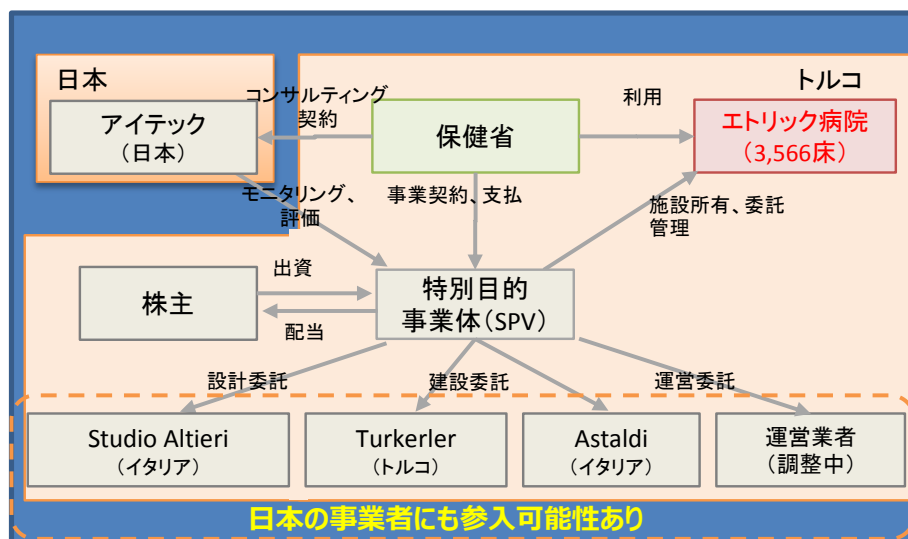 日本
トルコ
アイテック
（日本）
コンサルティング
契約
保健省
利用
エトリック病院
（3,566床）
モニタリング、
評価
事業契約、支払
施設所有、委託
管理
株主
出資
配当
特別目的
事業体（SPV）
設計委託
建設委託
運営委託
Studio Altieri
（イタリア）
Turkerler
（トルコ）
Astaldi
（イタリア）
運営業者
（調整中）
日本の事業者にも参入可能性あり